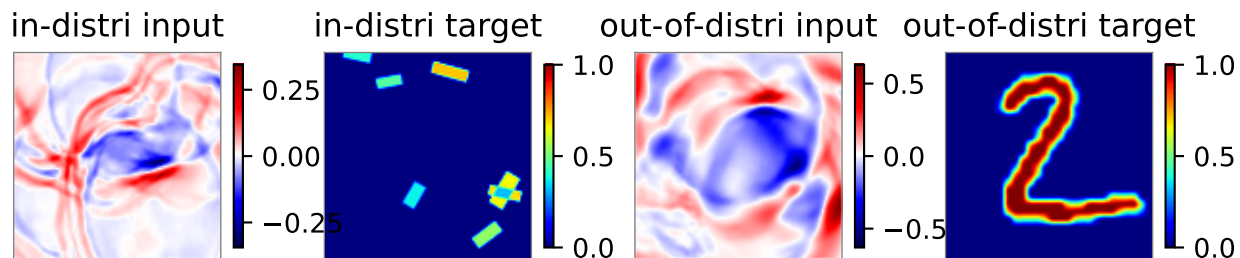 in-distri input in-distri target out-of-distri input out-of-distri target
0.25 1.0 0.5 1.0
0.00 0.5 0.0 0.5
−0.25 0.0 −0.5 0.0
2